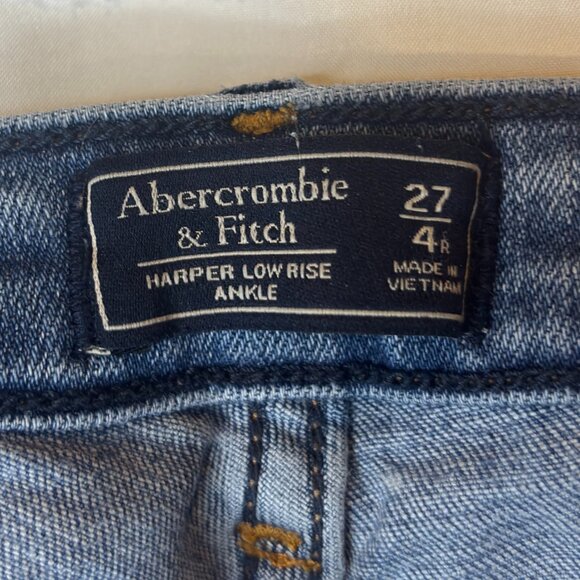 Abercrombie
& Fitch
HARPER LOW RISE
ANKLE
27
4R
MADE IN
VIETNAM